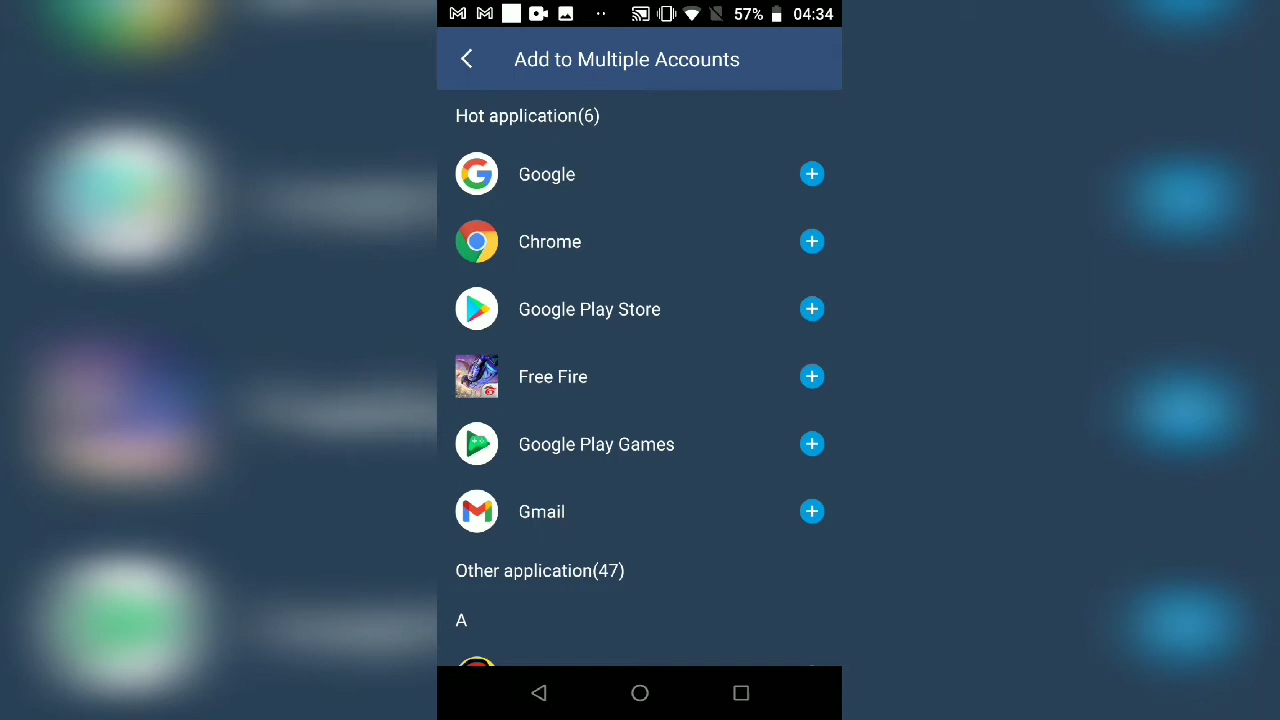 57% 04:34
Add to Multiple Accounts
Hot application(6)
Google
Chrome
Google Play Store
Free Fire
Google Play Games
Gmail
Other application(47)
A